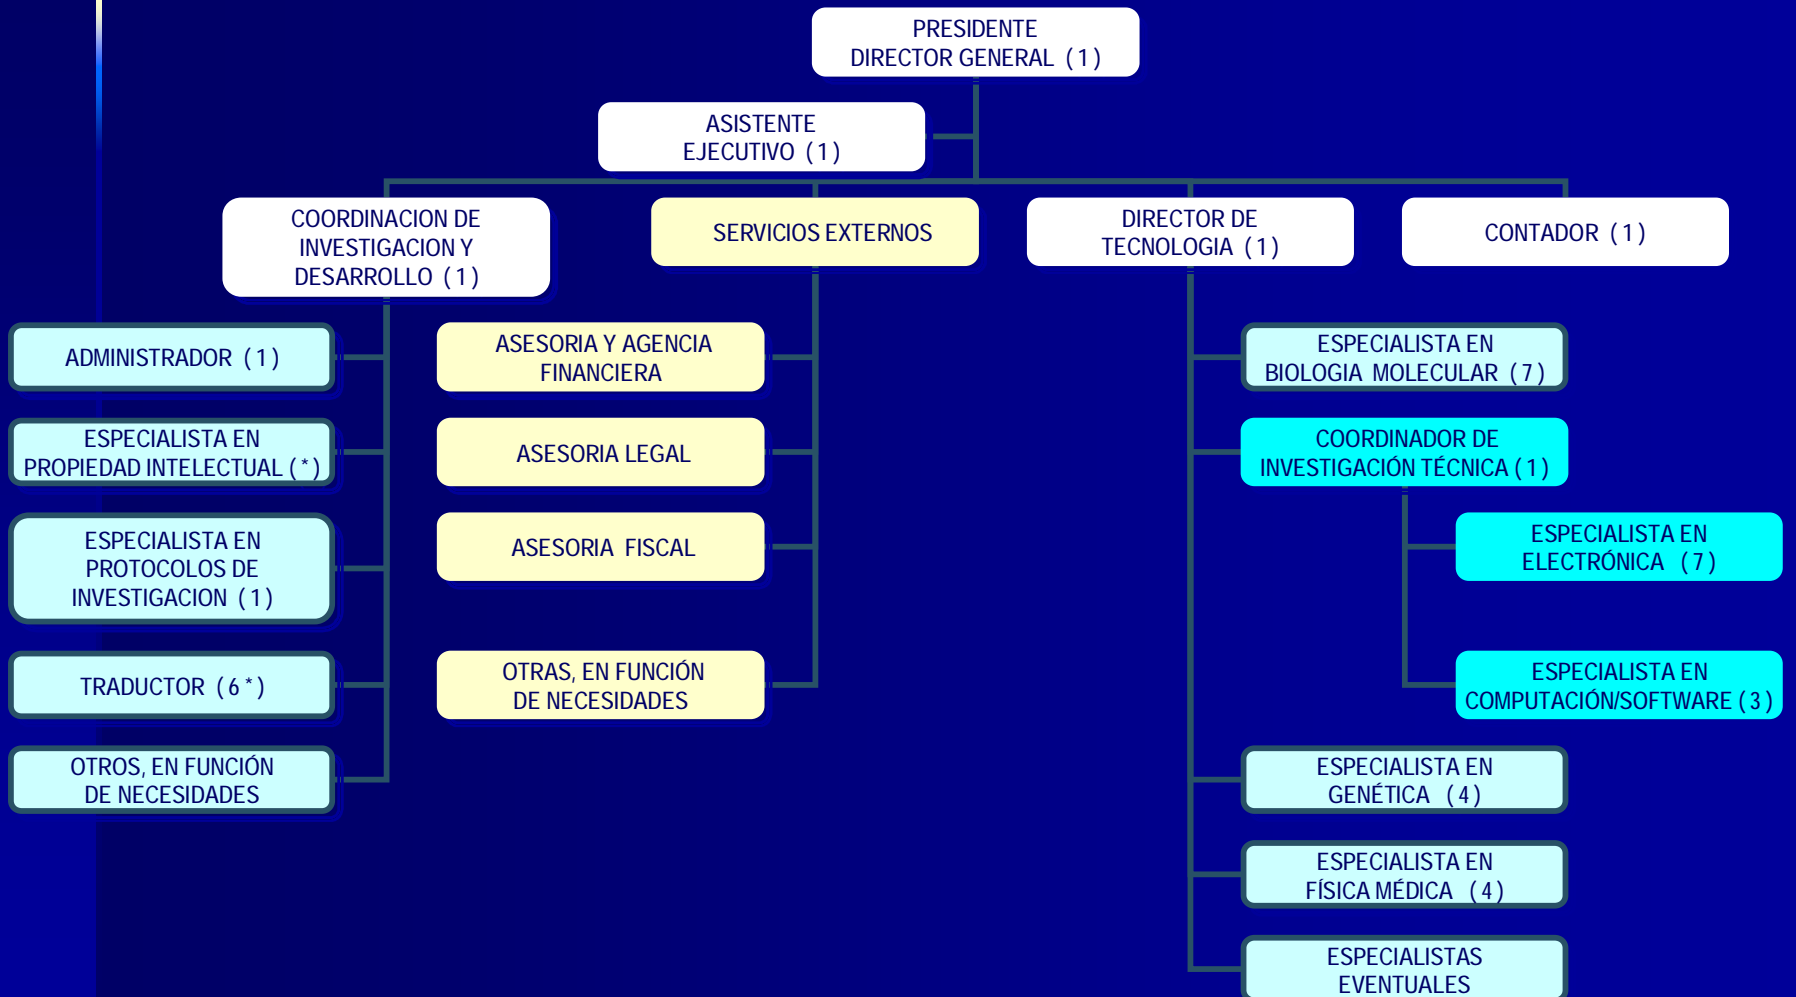 PRESIDENTE
DIRECTOR GENERAL (1)
ASISTENTE
EJECUTIVO (1)
COORDINACION DE
INVESTIGACION Y
DESARROLLO (1)
SERVICIOS EXTERNOS
DIRECTOR DE
TECNOLOGIA (1)
CONTADOR (1)
ADMINISTRADOR (1)
ESPECIALISTA EN
PROPIEDAD INTELECTUAL (*)
ESPECIALISTA EN
PROTOCOLOS DE
INVESTIGACION (1)
TRADUCTOR (6*)
OTROS, EN FUNCIÓN
DE NECESIDADES
ASESORIA Y AGENCIA
FINANCIERA
ASESORIA LEGAL
ASESORIA FISCAL
OTRAS, EN FUNCIÓN
DE NECESIDADES
ESPECIALISTA EN
BIOLOGIA MOLECULAR (7)
COORDINADOR DE
INVESTIGACIÓN TÉCNICA (1)
ESPECIALISTA EN
ELECTRÓNICA (7)
ESPECIALISTA EN
COMPUTACIÓN/SOFTWARE (3)
ESPECIALISTA EN
GENÉTICA (4)
ESPECIALISTA EN
FÍSICA MÉDICA (4)
ESPECIALISTAS
EVENTUALES